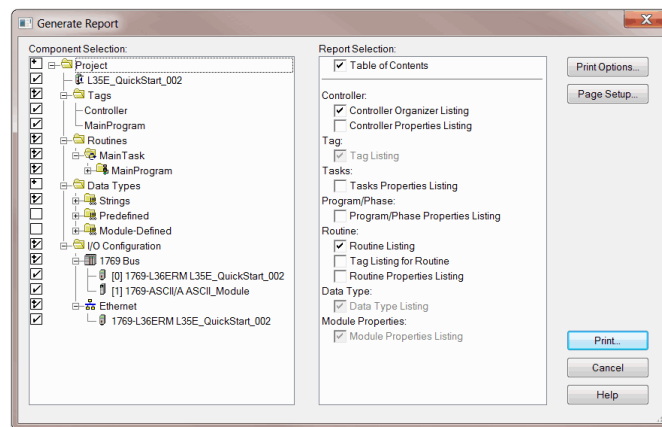 Generate Report
Component Selection:
Project
L35E_QuickStart_002
Tags
Controller
MainProgram
Routines
MainTask
MainProgram
Data Types
Strings
Predefined
Module-Defined
I/O Configuration
1769 Bus
[0] 1769-L36ERM L35E_QuickStart_002
[1] 1769-ASCII/A ASCII_Module
Ethernet
1769-L36ERM L35E_QuickStart_002
Report Selection:
Table of Contents
Controller:
Controller Organizer Listing
Controller Properties Listing
Tag:
Tag Listing
Tasks:
Tasks Properties Listing
Program/Phase:
Program/Phase Properties Listing
Routine:
Routine Listing
Tag Listing for Routine
Routine Properties Listing
Data Type:
Data Type Listing
Module Properties:
Module Properties Listing
Print Options...
Page Setup...
Print...
Cancel
Help